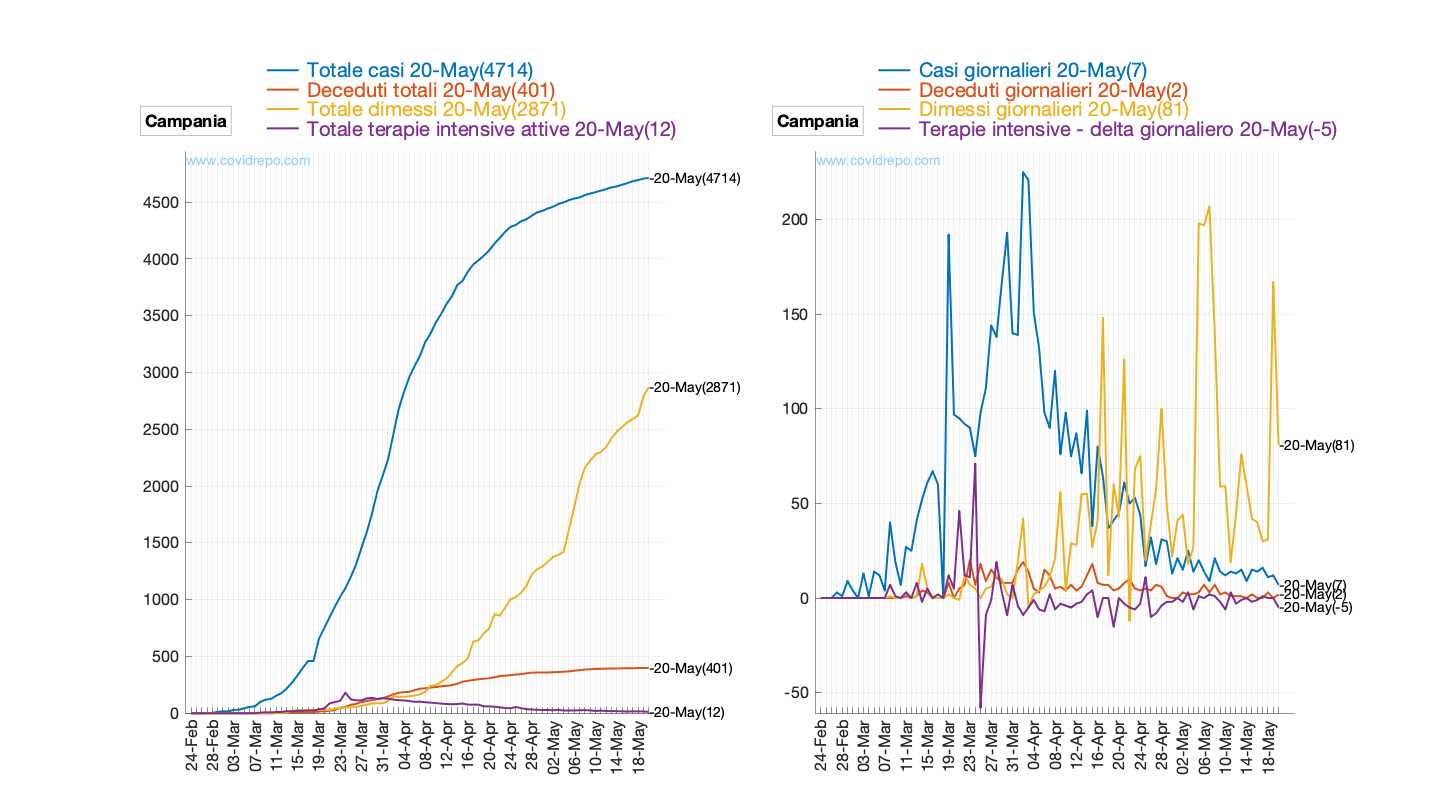 Totale casi 20-May(4714)
Deceduti totali 20-May(401)
Totale dimessi 20-May(2871)
Totale terapie intensive attive 20-May(12)
Campania
www.covidrepo.com
-20-May(4714)
-20-May(2871)
-20-May(401)
-20-May(12)
4500
4000
3500
3000
2500
2000
1500
1000
500
0
24-Feb
28-Feb
03-Mar
07-Mar
11-Mar
15-Mar
19-Mar
23-Mar
27-Mar
31-Mar
04-Apr
08-Apr
12-Apr
16-Apr
20-Apr
24-Apr
28-Apr
02-May
06-May
10-May
14-May
18-May
Casi giornalieri 20-May(7)
Deceduti giornalieri 20-May(2)
Dimessi giornalieri 20-May(81)
Terapie intensive - delta giornaliero 20-May(-5)
Campania
www.covidrepo.com
-20-May(81)
-20-May(7)
-20-May(2)
-20-May(-5)
200
150
100
50
0
-50
24-Feb
28-Feb
03-Mar
07-Mar
11-Mar
15-Mar
19-Mar
23-Mar
27-Mar
31-Mar
04-Apr
08-Apr
12-Apr
16-Apr
20-Apr
24-Apr
28-Apr
02-May
06-May
10-May
14-May
18-May